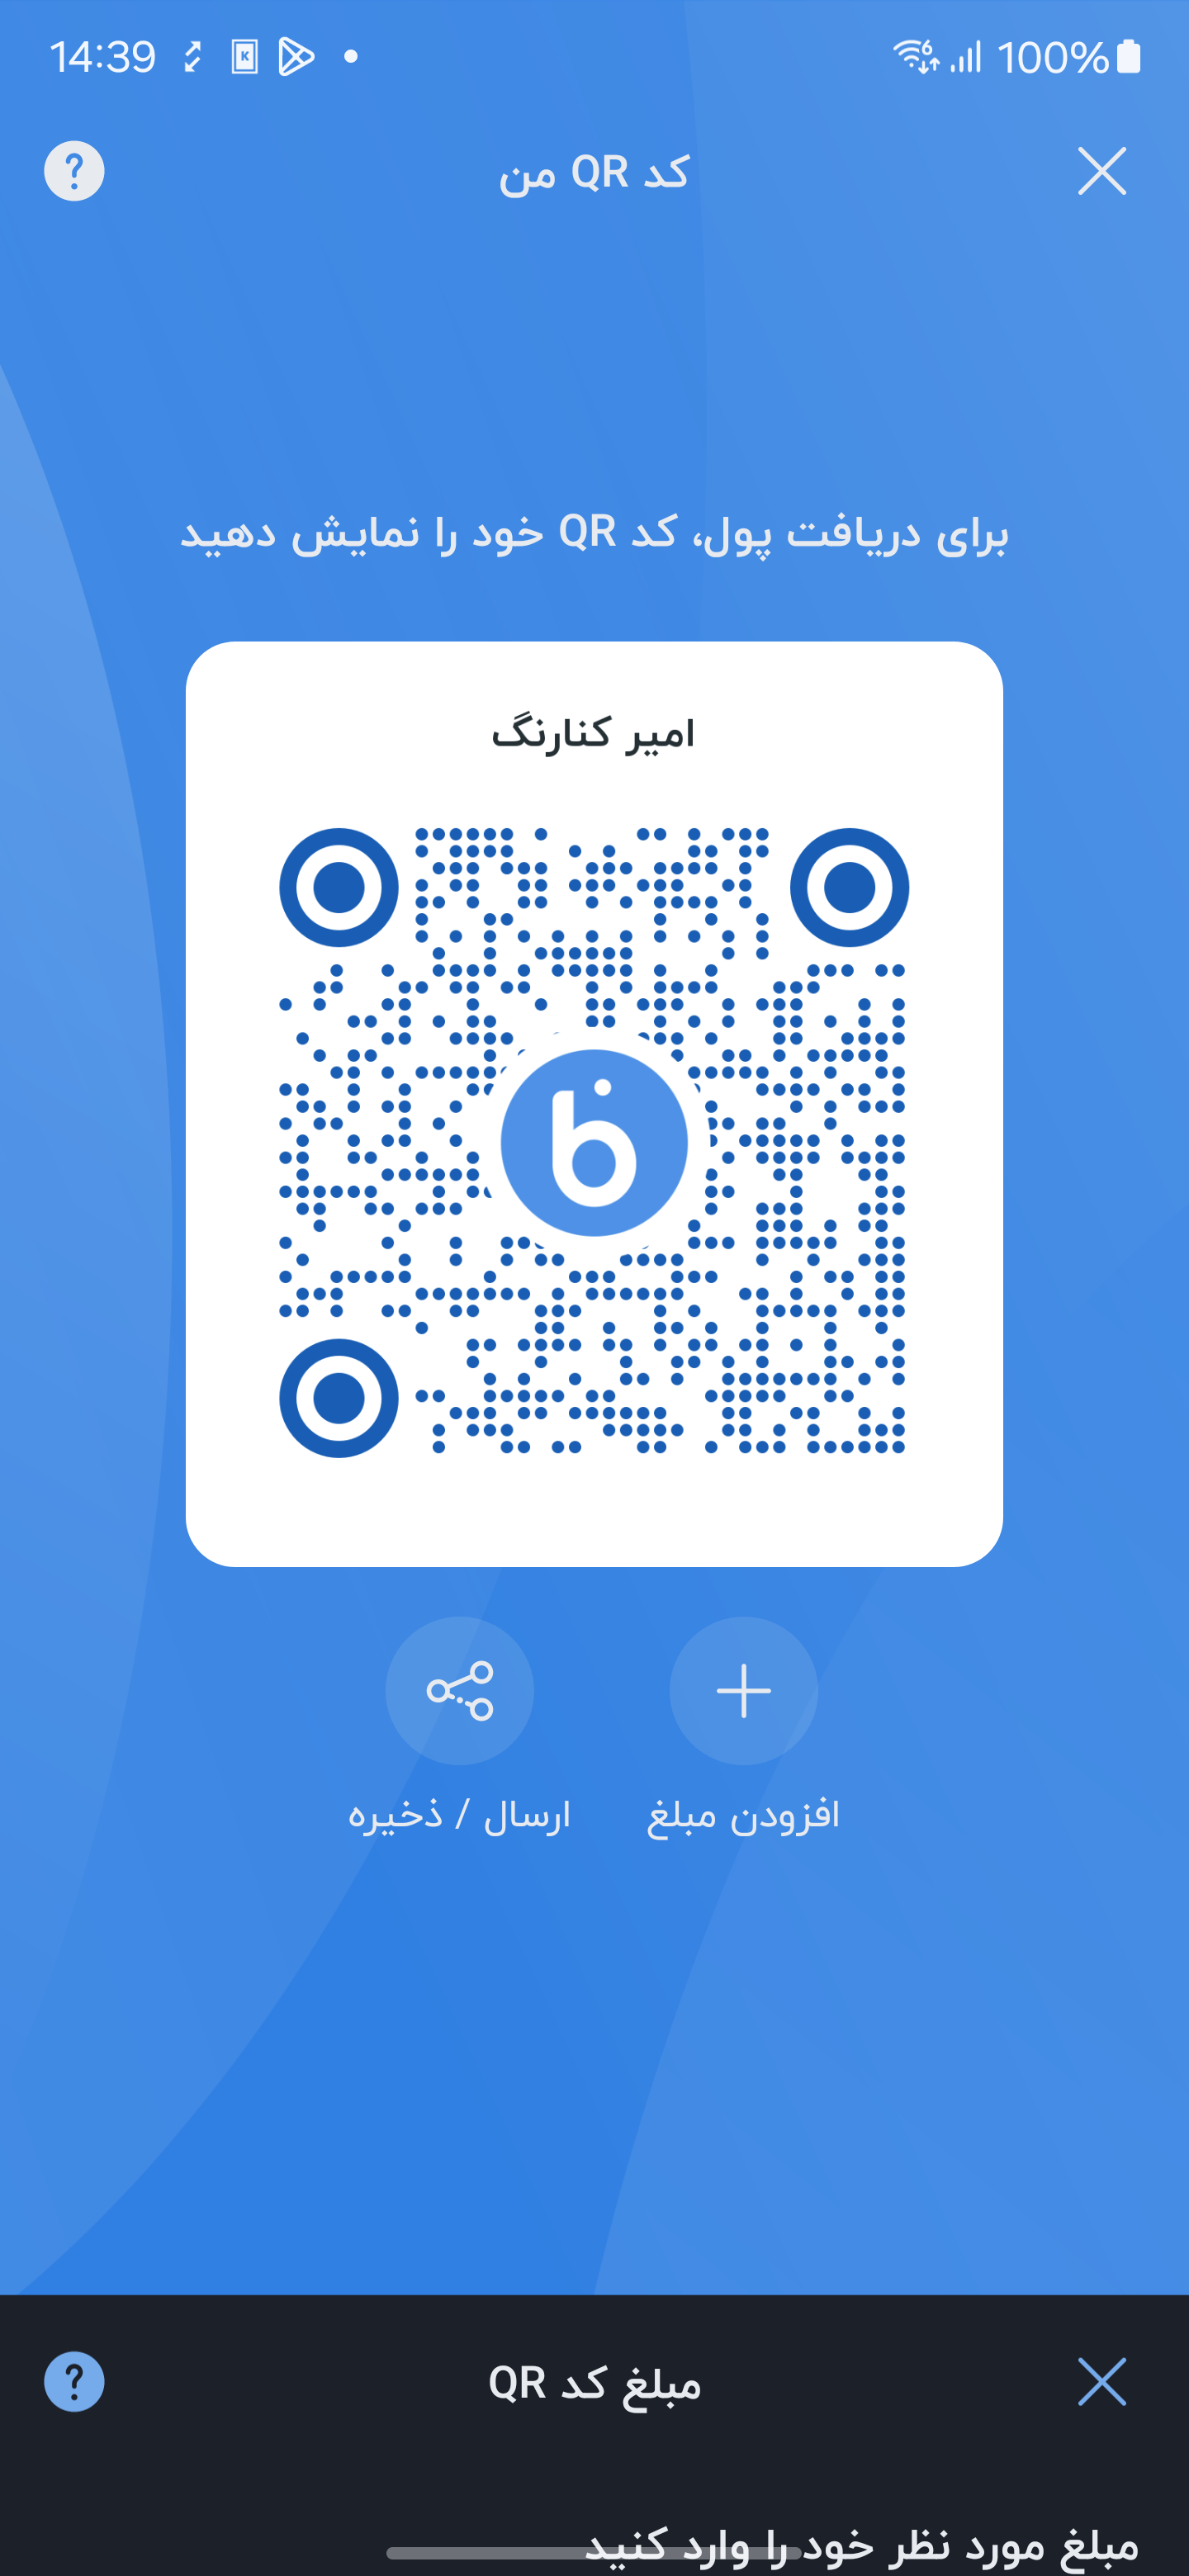 14:39
100%
کد QR من
برای دریافت پول، کد QR خود را نمایش دهید
امیر کنارنگ
افزودن مبلغ
ارسال / ذخیره
مبلغ کد QR
مبلغ مورد نظر خود را وارد کنید